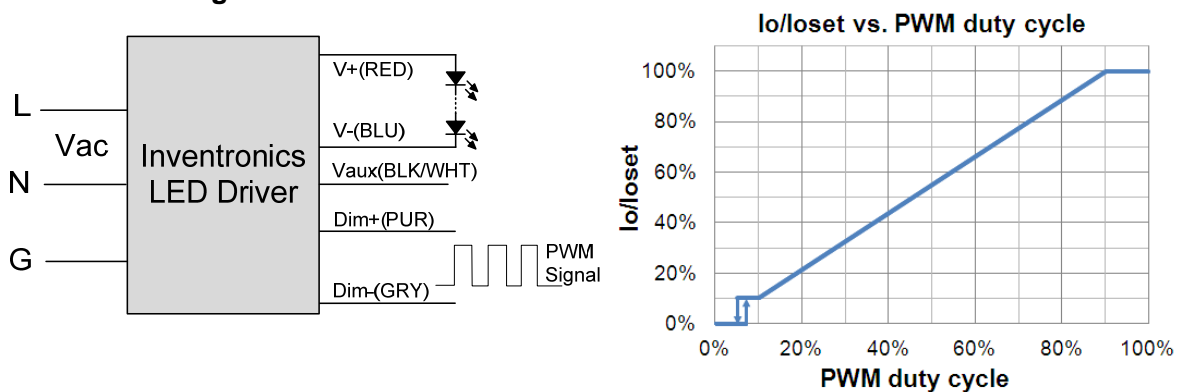 L
Vac
N
G
Inventronics
LED Driver
V+(RED)
V-(BLU)
Vaux(BLK/WHT)
Dim+(PUR)
Dim-(GRY)
PWM
Signal
Io/Ioset vs. PWM duty cycle
Io/Ioset
100%
80%
60%
40%
20%
0%
0% 20% 40% 60% 80% 100%
PWM duty cycle